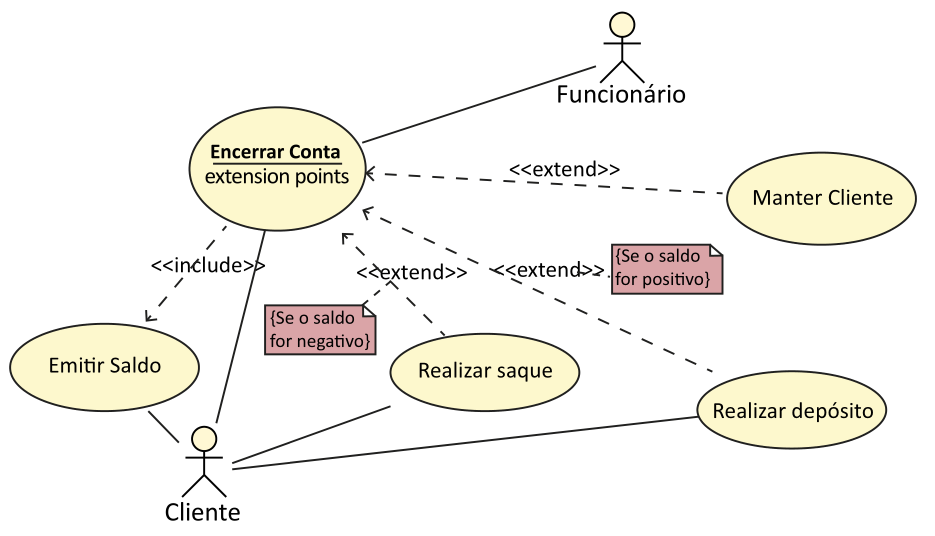 Funcionário
Encerrar Conta
extension points
<<extend>>
Manter Cliente
<<include>>
<<extend>>
<<extend>>
{Se o saldo
for positivo}
{Se o saldo
for negativo}
Emitir Saldo
Realizar saque
Realizar depósito
Cliente